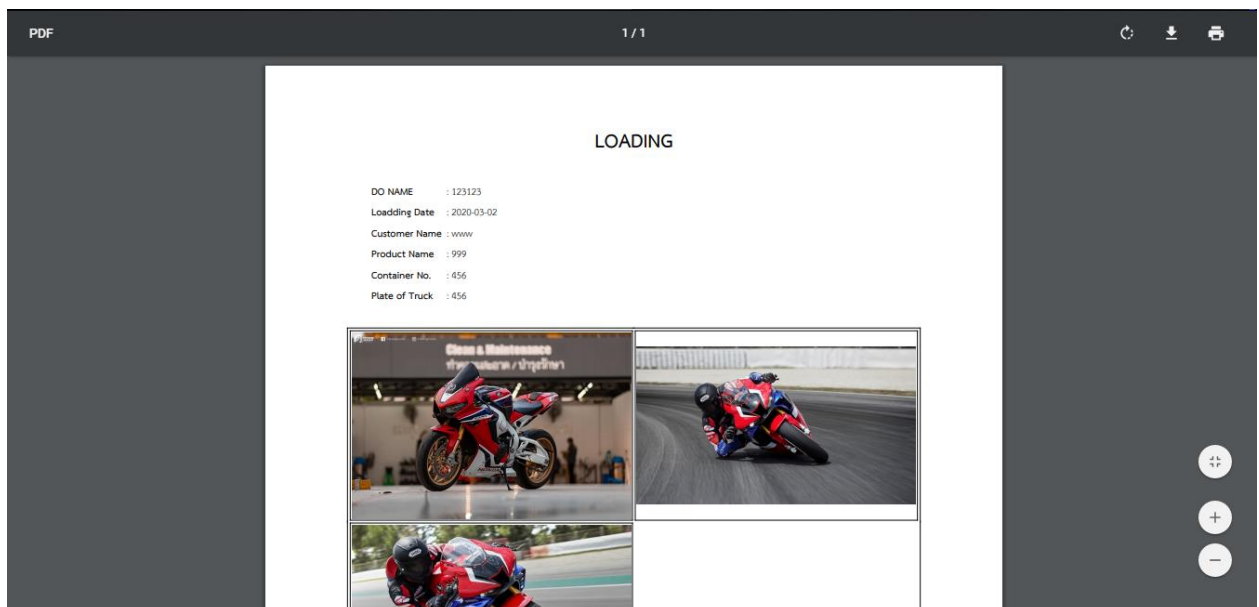 PDF
1 / 1
LOADING
DO NAME : 123123
Loadding Date : 2020-03-02
Customer Name : www
Product Name : 999
Container No. : 456
Plate of Truck : 456
Clean & Maintenance
ทำความสะอาด / บำรุงรักษา